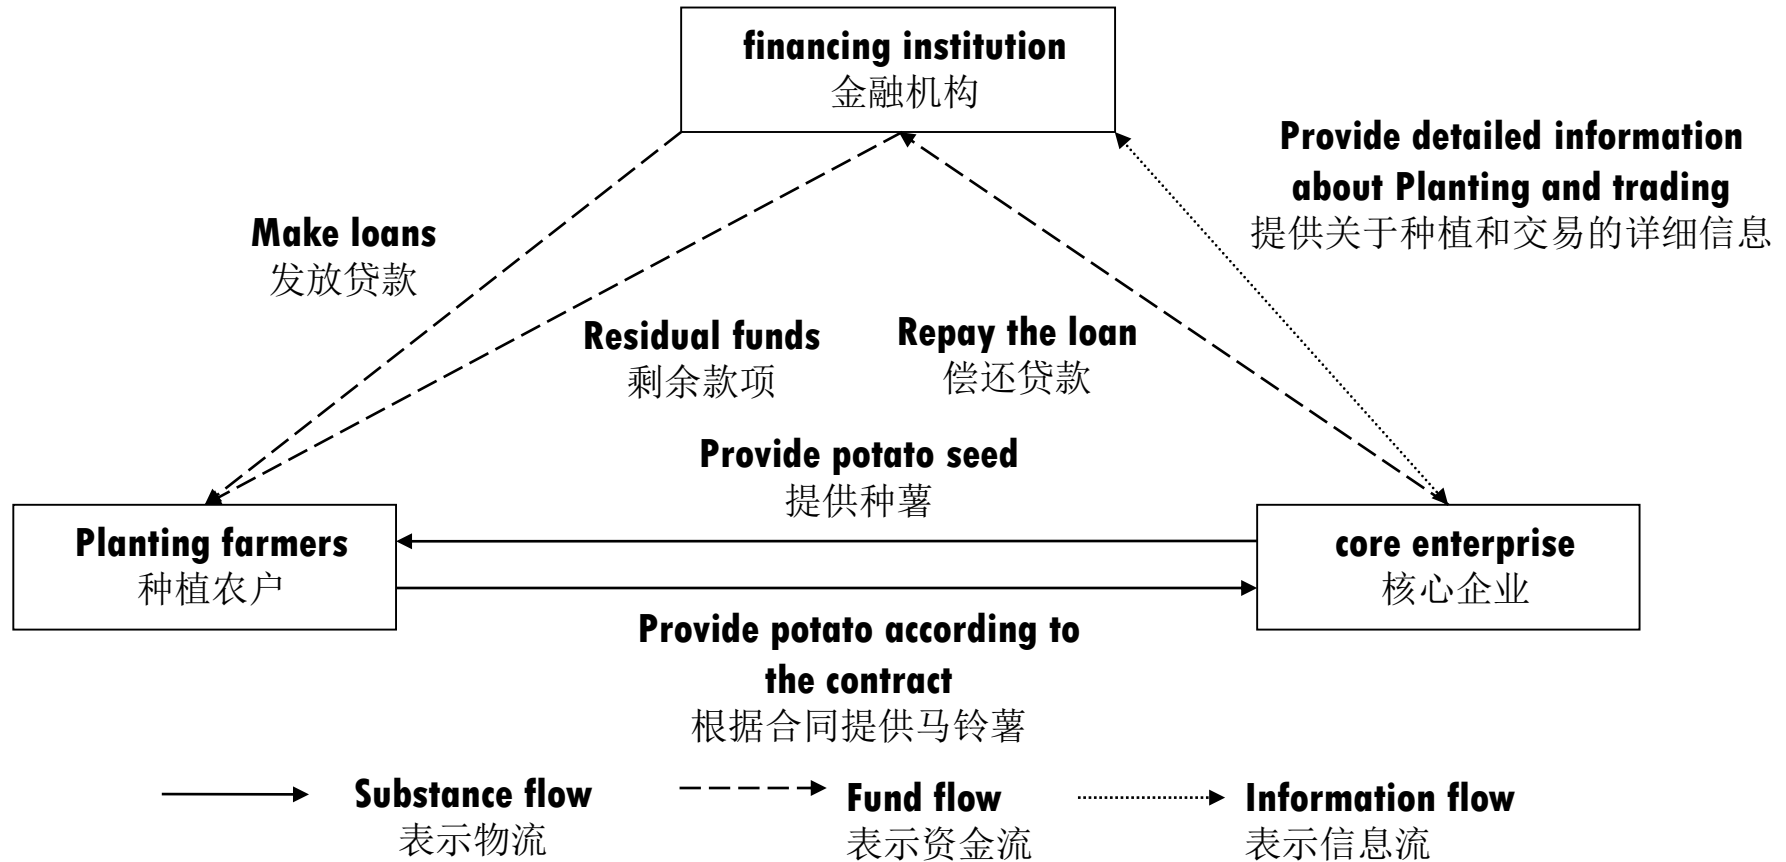 financing institution
金融机构
Provide detailed information
about Planting and trading
提供关于种植和交易的详细信息
Make loans
发放贷款
Residual funds
剩余款项
Repay the loan
偿还贷款
Provide potato seed
提供种薯
Planting farmers
种植农户
core enterprise
核心企业
Provide potato according to
the contract
根据合同提供马铃薯
Substance flow
表示物流
Fund flow
表示资金流
Information flow
表示信息流